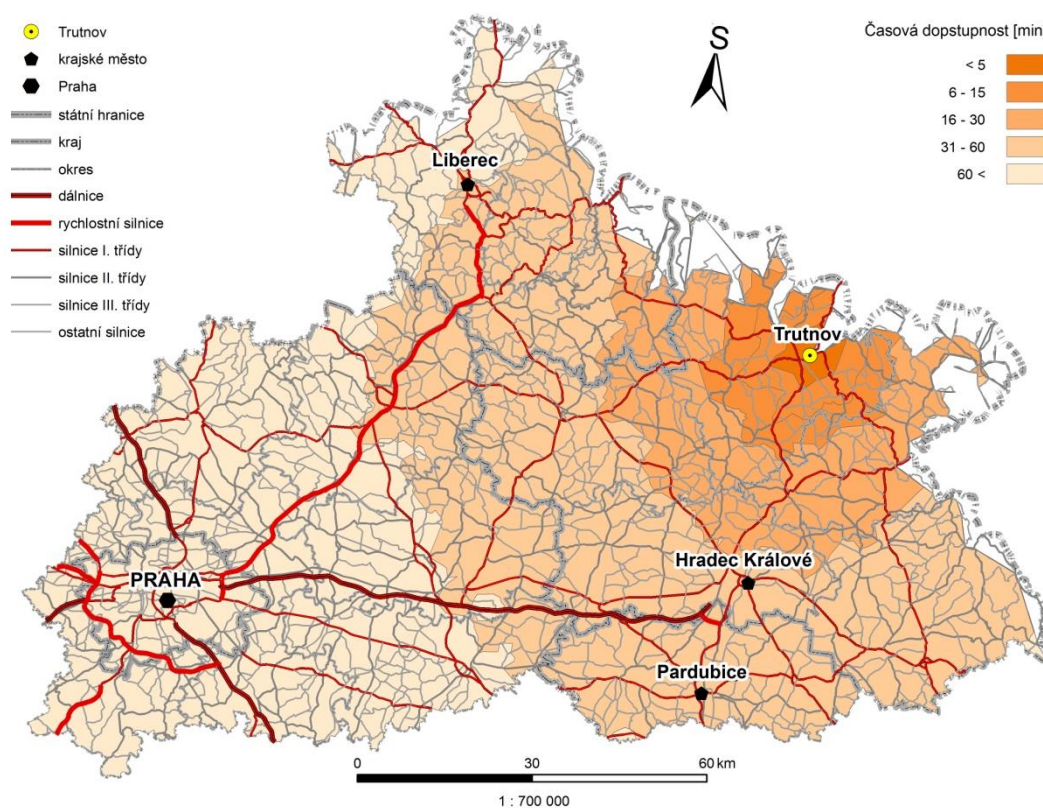 Trutnov
krajské město
Praha
státní hranice
kraj
okres
dálnice
rychlostní silnice
silnice I. třídy
silnice II. třídy
silnice III. třídy
ostatní silnice
S
Časová dopstupnost [min
< 5
6 - 15
16 - 30
31 - 60
60 <
Liberec
Trutnov
Hradec Králové
PRAHA
Pardubice
0 30 60 km
1 : 700 000